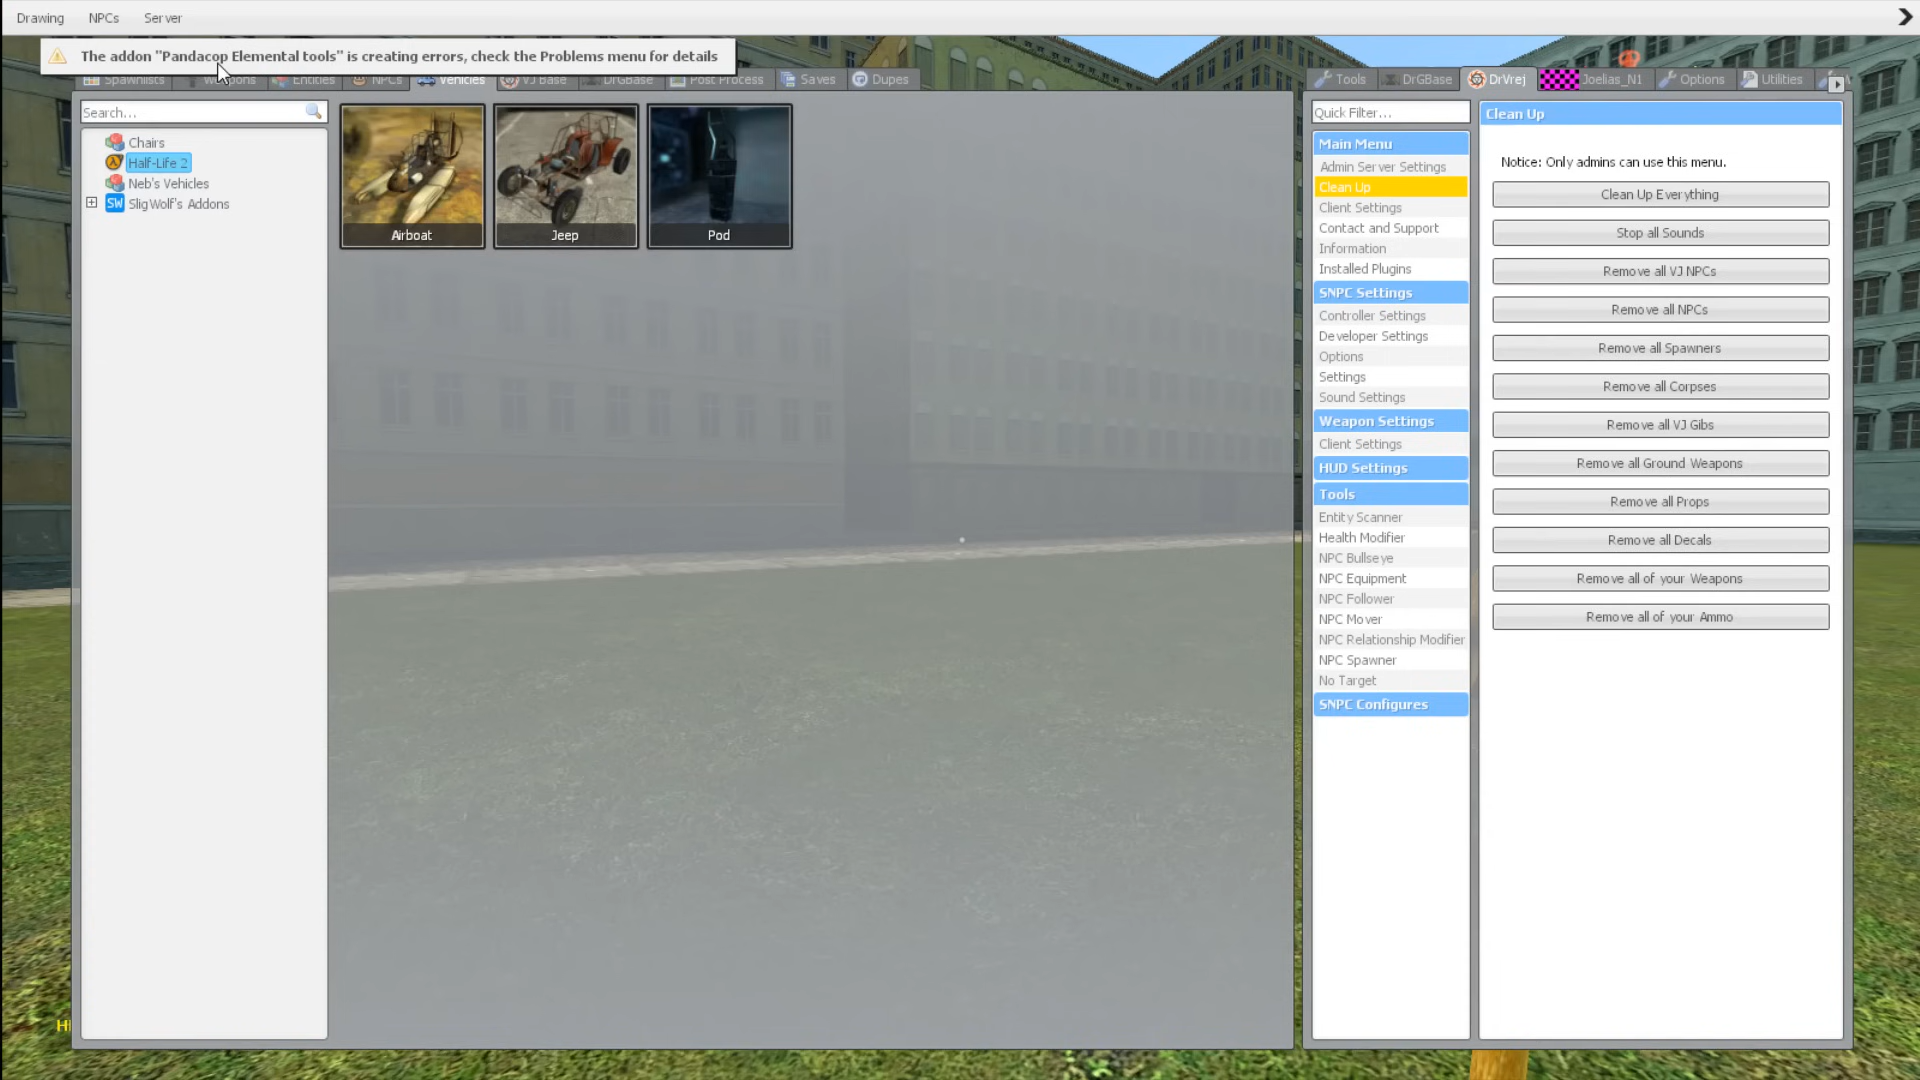 Drawing NPCs Server
The addon "Pandacop Elemental tools" is creating errors, check the Problems menu for details
Spawnlists Weapons Entities NPCs Vehicles VJ Base DrGBase Post Process Saves Dupes
Tools DrGBase DrVrej Joelias_N1 Options Utilities
Search...
Chairs
Half-Life 2
Neb's Vehicles
SW SligWolf's Addons
Airboat
Jeep
Pod
Quick Filter...
Main Menu
Admin Server Settings
Clean Up
Client Settings
Contact and Support
Information
Installed Plugins
SNPC Settings
Controller Settings
Developer Settings
Options
Settings
Sound Settings
Weapon Settings
Client Settings
HUD Settings
Tools
Entity Scanner
Health Modifier
NPC Bullseye
NPC Equipment
NPC Follower
NPC Mover
NPC Relationship Modifier
NPC Spawner
No Target
SNPC Configures
Clean Up
Notice: Only admins can use this menu.
Clean Up Everything
Stop all Sounds
Remove all VJ NPCs
Remove all NPCs
Remove all Spawners
Remove all Corpses
Remove all VJ Gibs
Remove all Ground Weapons
Remove all Props
Remove all Decals
Remove all of your Weapons
Remove all of your Ammo